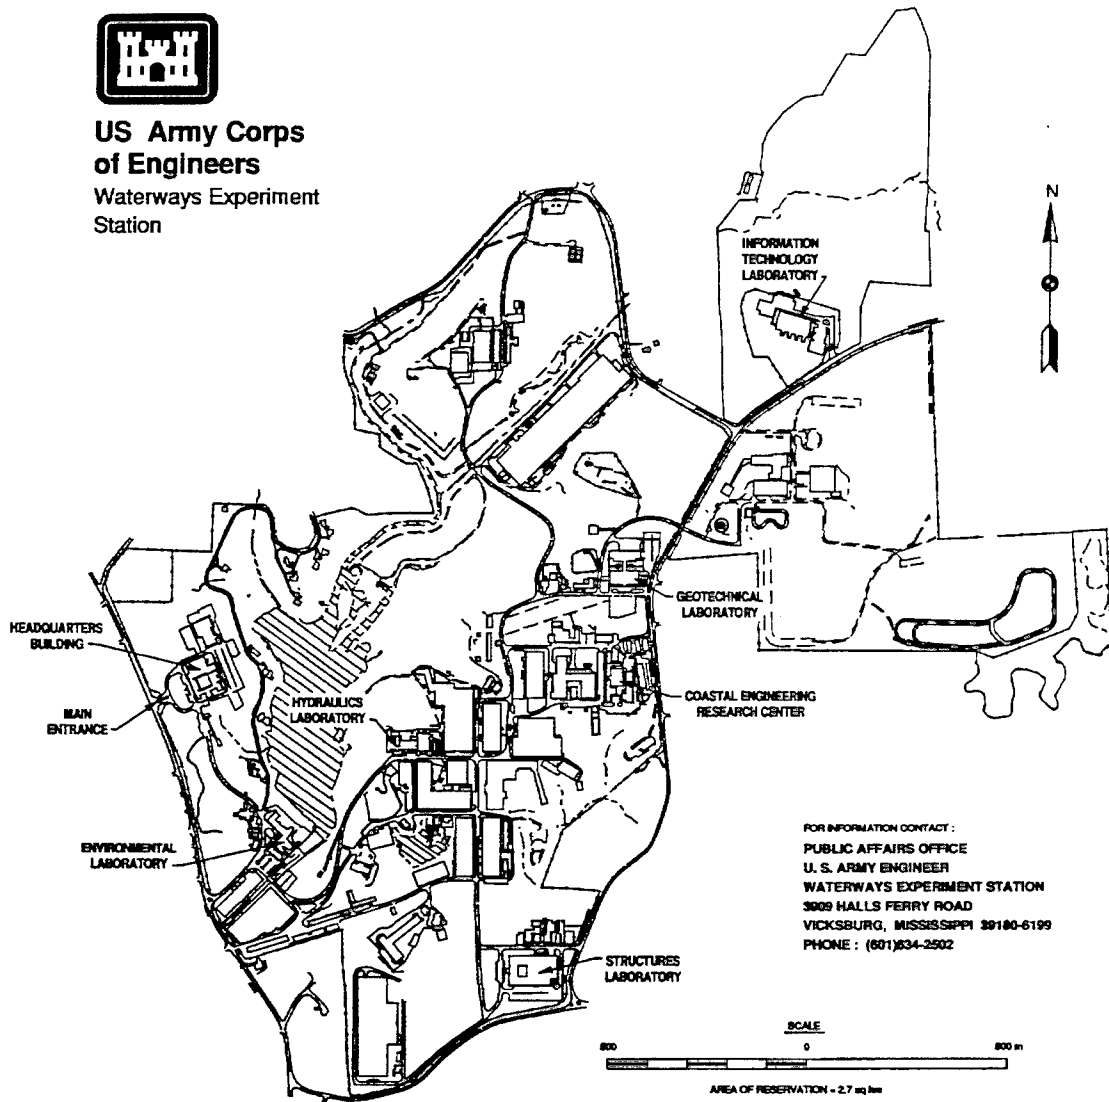 US Army Corps
of Engineers
Waterways Experiment
Station
N
INFORMATION
TECHNOLOGY
LABORATORY
GEOTECHNICAL
LABORATORY
HEADQUARTERS
BUILDING
MAIN
ENTRANCE
HYDRAULICS
LABORATORY
COASTAL ENGINEERING
RESEARCH CENTER
ENVIRONMENTAL
LABORATORY
STRUCTURES
LABORATORY
FOR INFORMATION CONTACT :
PUBLIC AFFAIRS OFFICE
U. S. ARMY ENGINEER
WATERWAYS EXPERIMENT STATION
3909 HALLS FERRY ROAD
VICKSBURG, MISSISSIPPI 39180-6199
PHONE : (601)634-2502
SCALE
0
AREA OF RESERVATION - 2.7 sq km